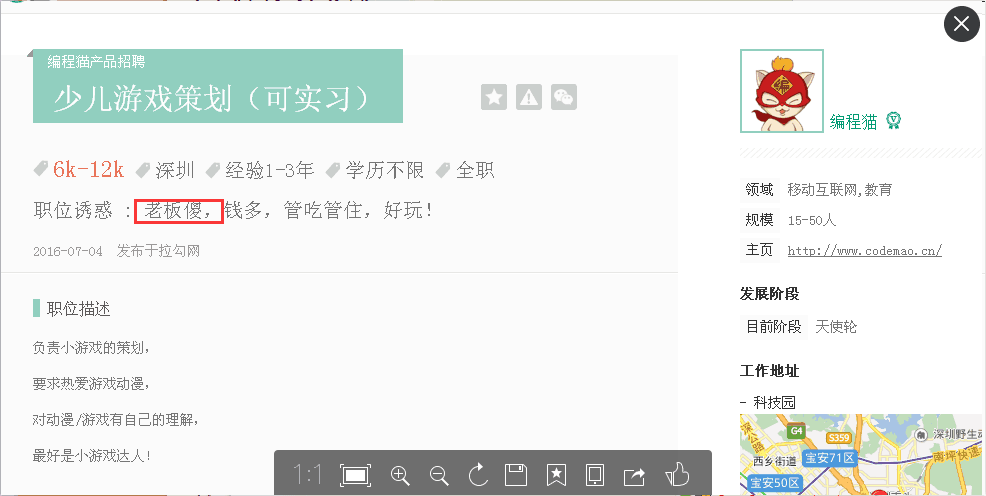 编程猫产品招聘
少儿游戏策划（可实习）
6k-12k 深圳 经验1-3年 学历不限 全职
职位诱惑 : 老板傻, 钱多, 管吃管住, 好玩!
2016-07-04 发布于拉勾网
职位描述
负责小游戏的策划,
要求热爱游戏动漫,
对动漫/游戏有自己的理解,
最好是小游戏达人!
编
编程猫
领域 移动互联网,教育
规模 15-50人
主页 http://www.codemao.cn/
发展阶段
目前阶段 天使轮
工作地址
- 科技园
深八路
G4
S359
深圳野生动
西乡街道
宝安71区
南坪快速
宝安50区
1:1